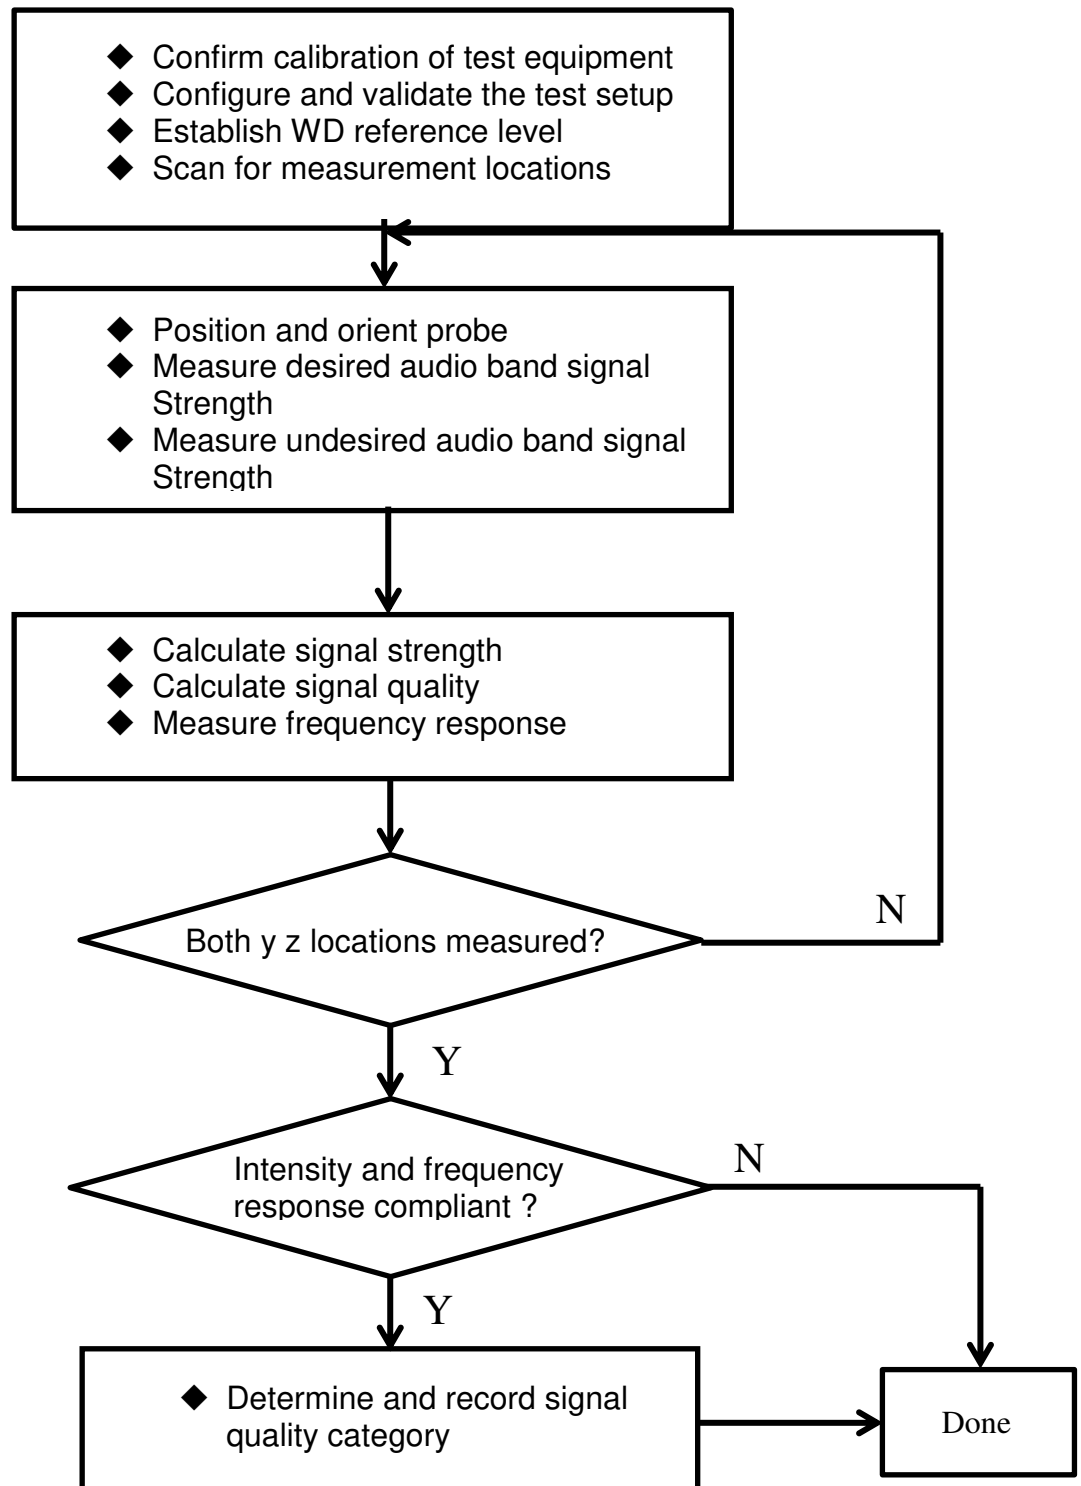 ◆ Confirm calibration of test equipment
◆ Configure and validate the test setup
◆ Establish WD reference level
◆ Scan for measurement locations
◆ Position and orient probe
◆ Measure desired audio band signal
Strength
◆ Measure undesired audio band signal
Strength
◆ Calculate signal strength
◆ Calculate signal quality
◆ Measure frequency response
Both y z locations measured?
N
Y
Intensity and frequency
response compliant ?
N
Y
◆ Determine and record signal
quality category
Done